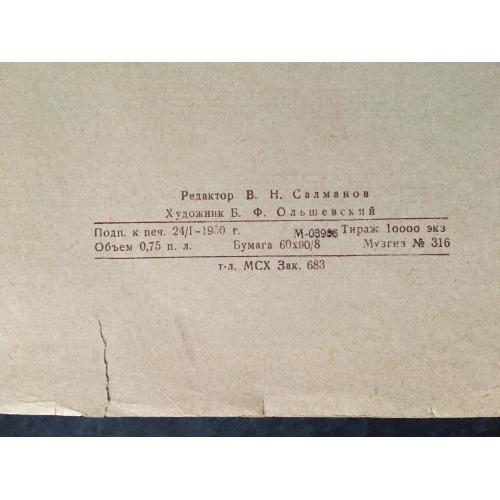 Редактор В. Н. Салманов
Художник Б. Ф. Ольшевский
Подп. к печ. 24/I-1950 г. М-03936 Тираж 10000 экз
Объем 0,75 п. л. Бумага 60х90/8 Музгиз № 316
т-л. МСХ Зак. 683